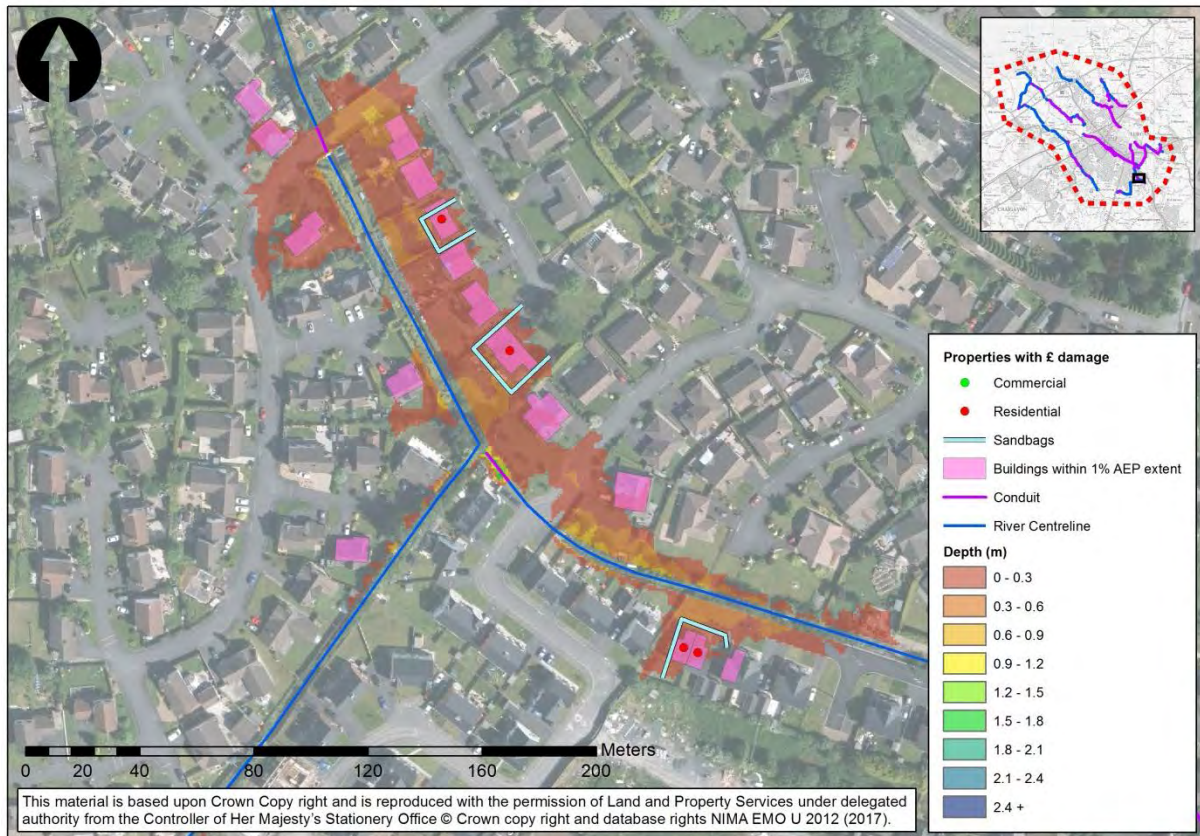 Properties with £ damage
Commercial
Residential
Sandbags
Buildings within 1% AEP extent
Conduit
River Centreline
Depth (m)
0 - 0.3
0.3 - 0.6
0.6 - 0.9
0.9 - 1.2
1.2 - 1.5
1.5 - 1.8
1.8 - 2.1
2.1 - 2.4
2.4 +
Meters
0 20 40 80 120 160 200
This material is based upon Crown Copy right and is reproduced with the permission of Land and Property Services under delegated
authority from the Controller of Her Majesty's Stationery Office © Crown copy right and database rights NIMA EMO U 2012 (2017).